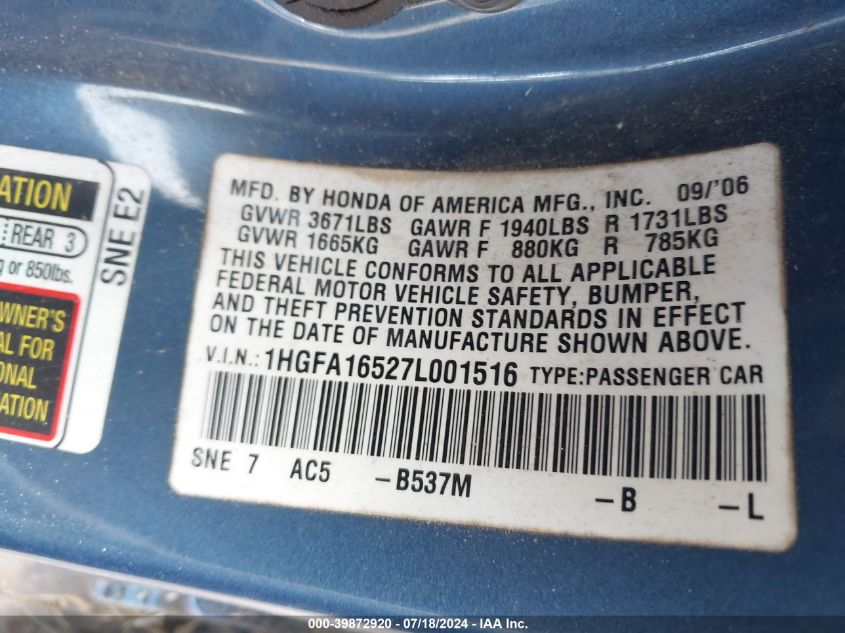 ATION
REAR 3
g or 850lbs.
WNER'S
AL FOR
ONAL
ATION
SNE E2
MFD. BY HONDA OF AMERICA MFG., INC. 09/'06
GVWR 3671LBS GAWR F 1940LBS R 1731LBS
GVWR 1665KG GAWR F 880KG R 785KG
THIS VEHICLE CONFORMS TO ALL APPLICABLE
FEDERAL MOTOR VEHICLE SAFETY, BUMPER,
AND THEFT PREVENTION STANDARDS IN EFFECT
ON THE DATE OF MANUFACTURE SHOWN ABOVE.
V.I.N.: 1HGFA16527L001516 TYPE:PASSENGER CAR
SNE 7 AC5 -B537M -B -L
000-39872920 - 07/18/2024 - IAAI.COM